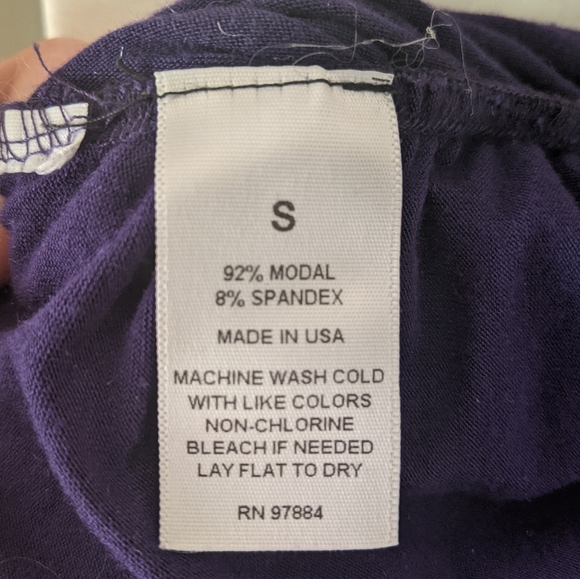 S
92% MODAL
8% SPANDEX
MADE IN USA
MACHINE WASH COLD
WITH LIKE COLORS
NON-CHLORINE
BLEACH IF NEEDED
LAY FLAT TO DRY
RN 97884